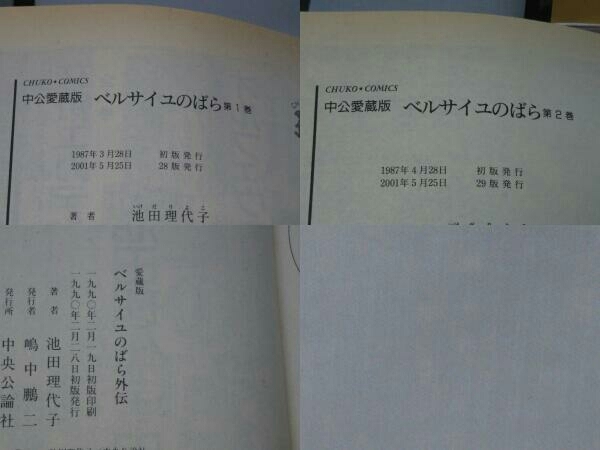 CHUKO★COMICS
中公愛蔵版 ベルサイユのばら 第1巻
1987年3月28日 初版発行
2001年5月25日 28版発行
いけ だ り よ こ
著者 池田理代子
CHUKO★COMICS
中公愛蔵版 ベルサイユのばら 第2巻
1987年4月28日 初版発行
2001年5月25日 29版発行
愛蔵版
ベルサイユのばら外伝
一九九〇年二月一九日初版印刷
一九九〇年二月二八日初版発行
著者 池田理代子
発行者 嶋中鵬二
発行所 中央公論社